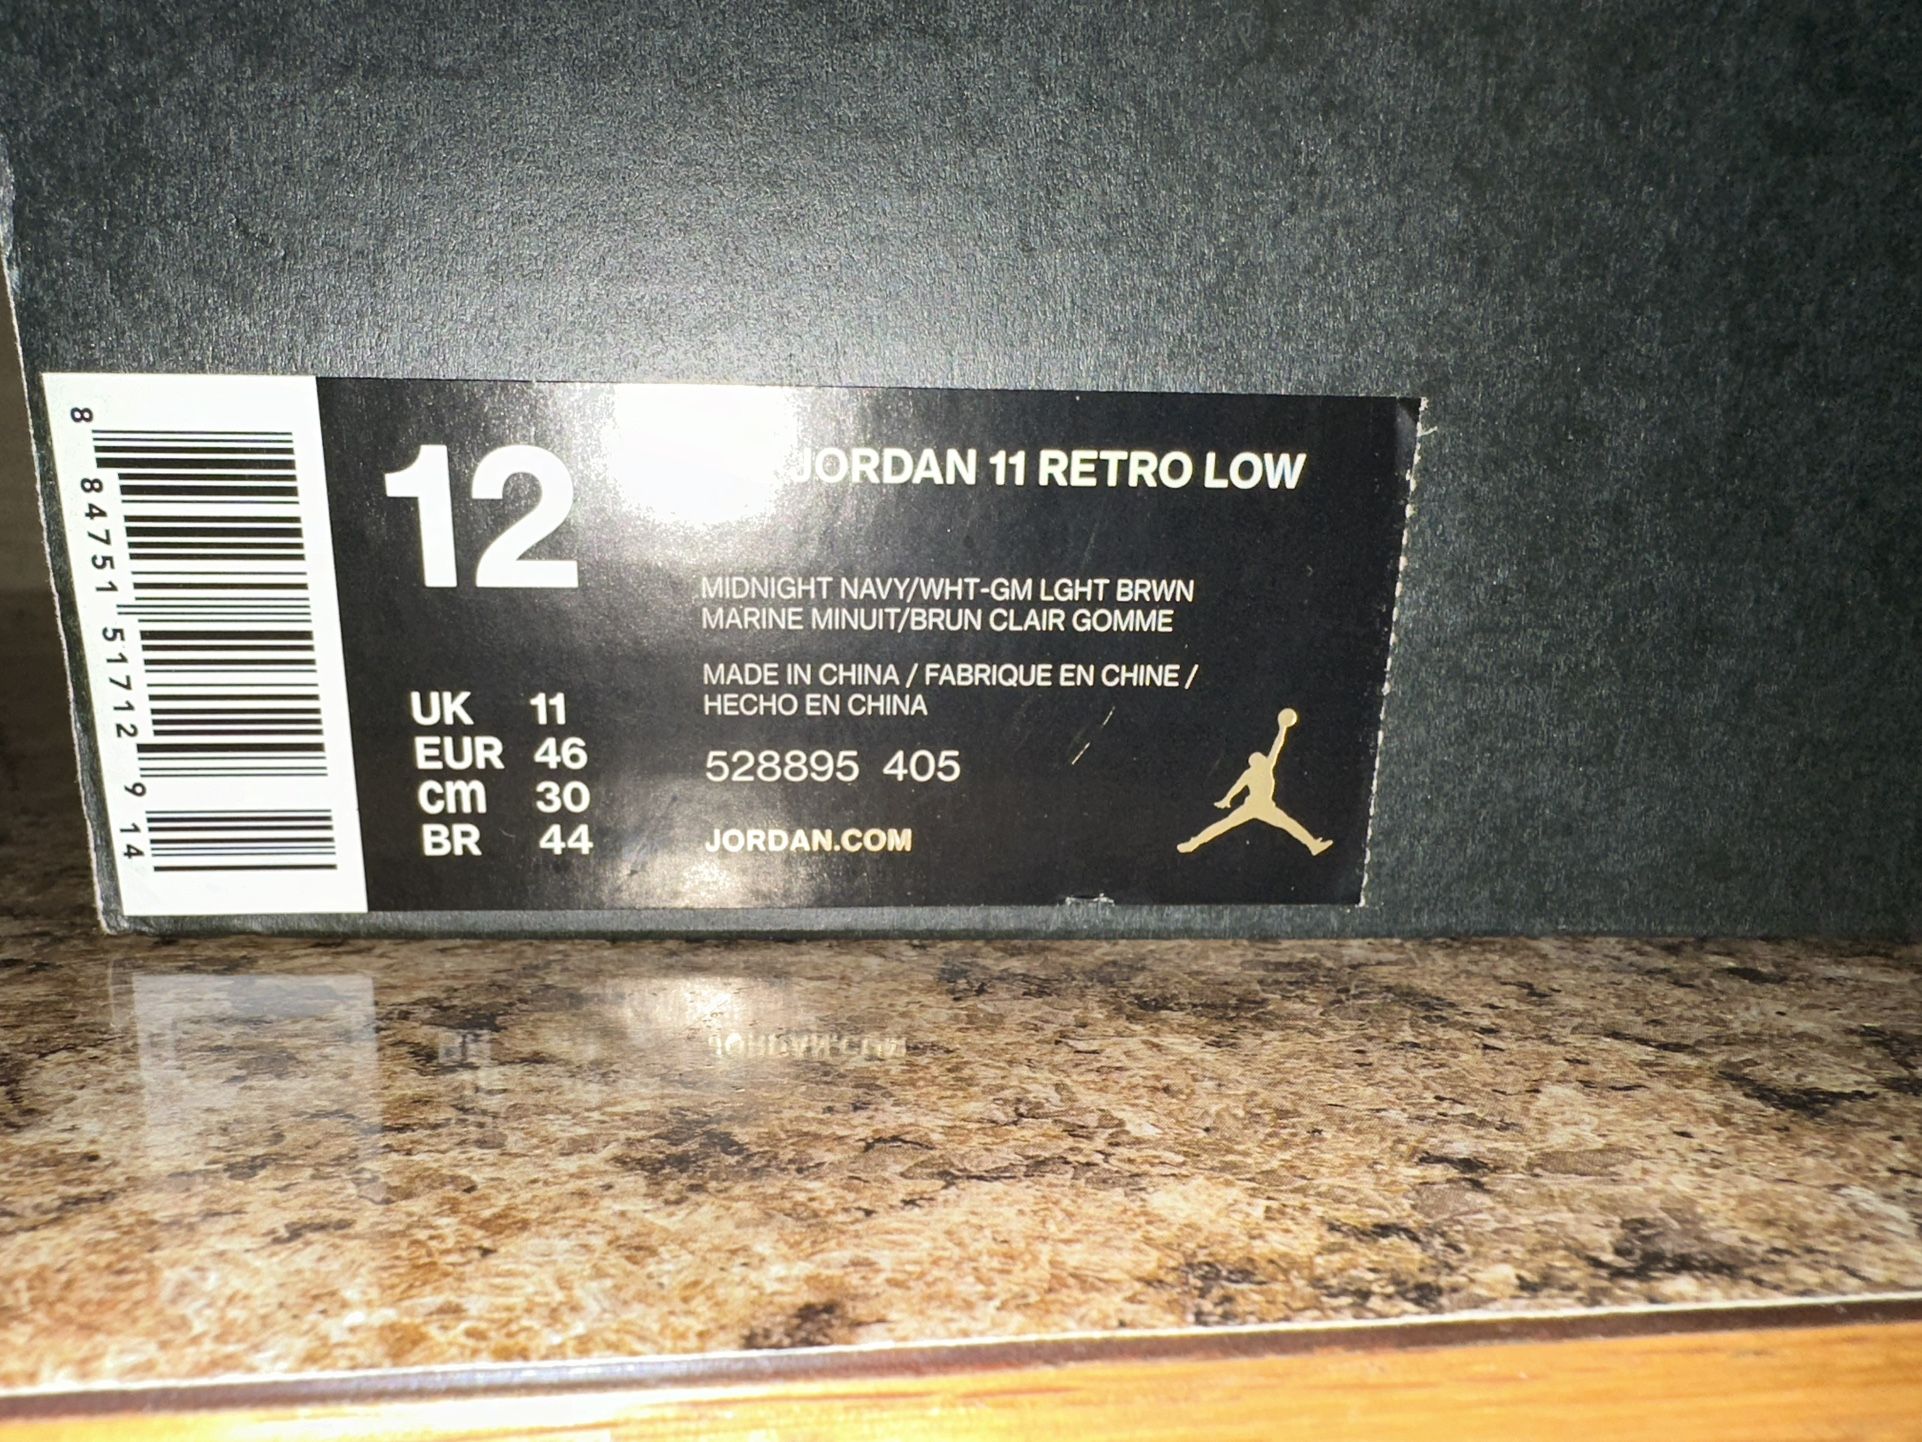 8 84751 51712 9 14
12
JORDAN 11 RETRO LOW
MIDNIGHT NAVY/WHT-GM LGHT BRWN
MARINE MINUIT/BRUN CLAIR GOMME
MADE IN CHINA / FABRIQUE EN CHINE /
HECHO EN CHINA
UK 11
EUR 46
cm 30
BR 44
528895 405
JORDAN.COM